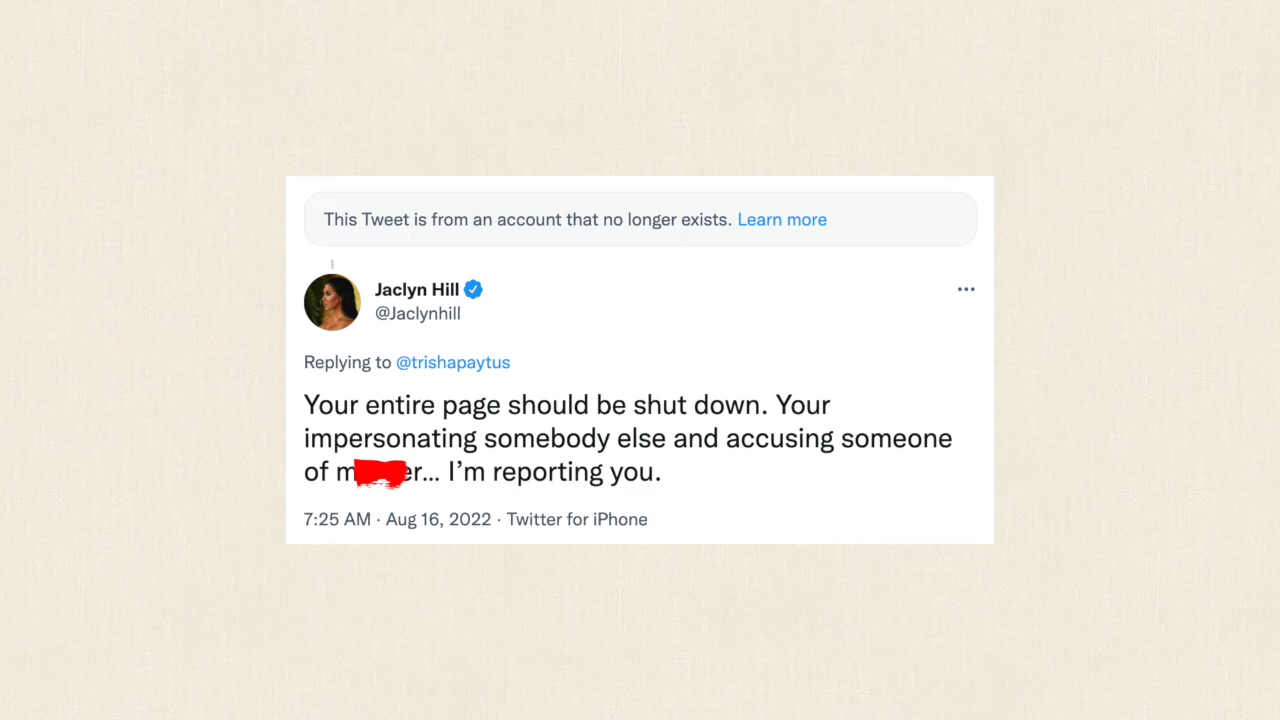 This Tweet is from an account that no longer exists. Learn more
Jaclyn Hill
@Jaclynhill
Replying to @trishapaytus
Your entire page should be shut down. Your
impersonating somebody else and accusing someone
of m r... I’m reporting you.
7:25 AM · Aug 16, 2022 · Twitter for iPhone